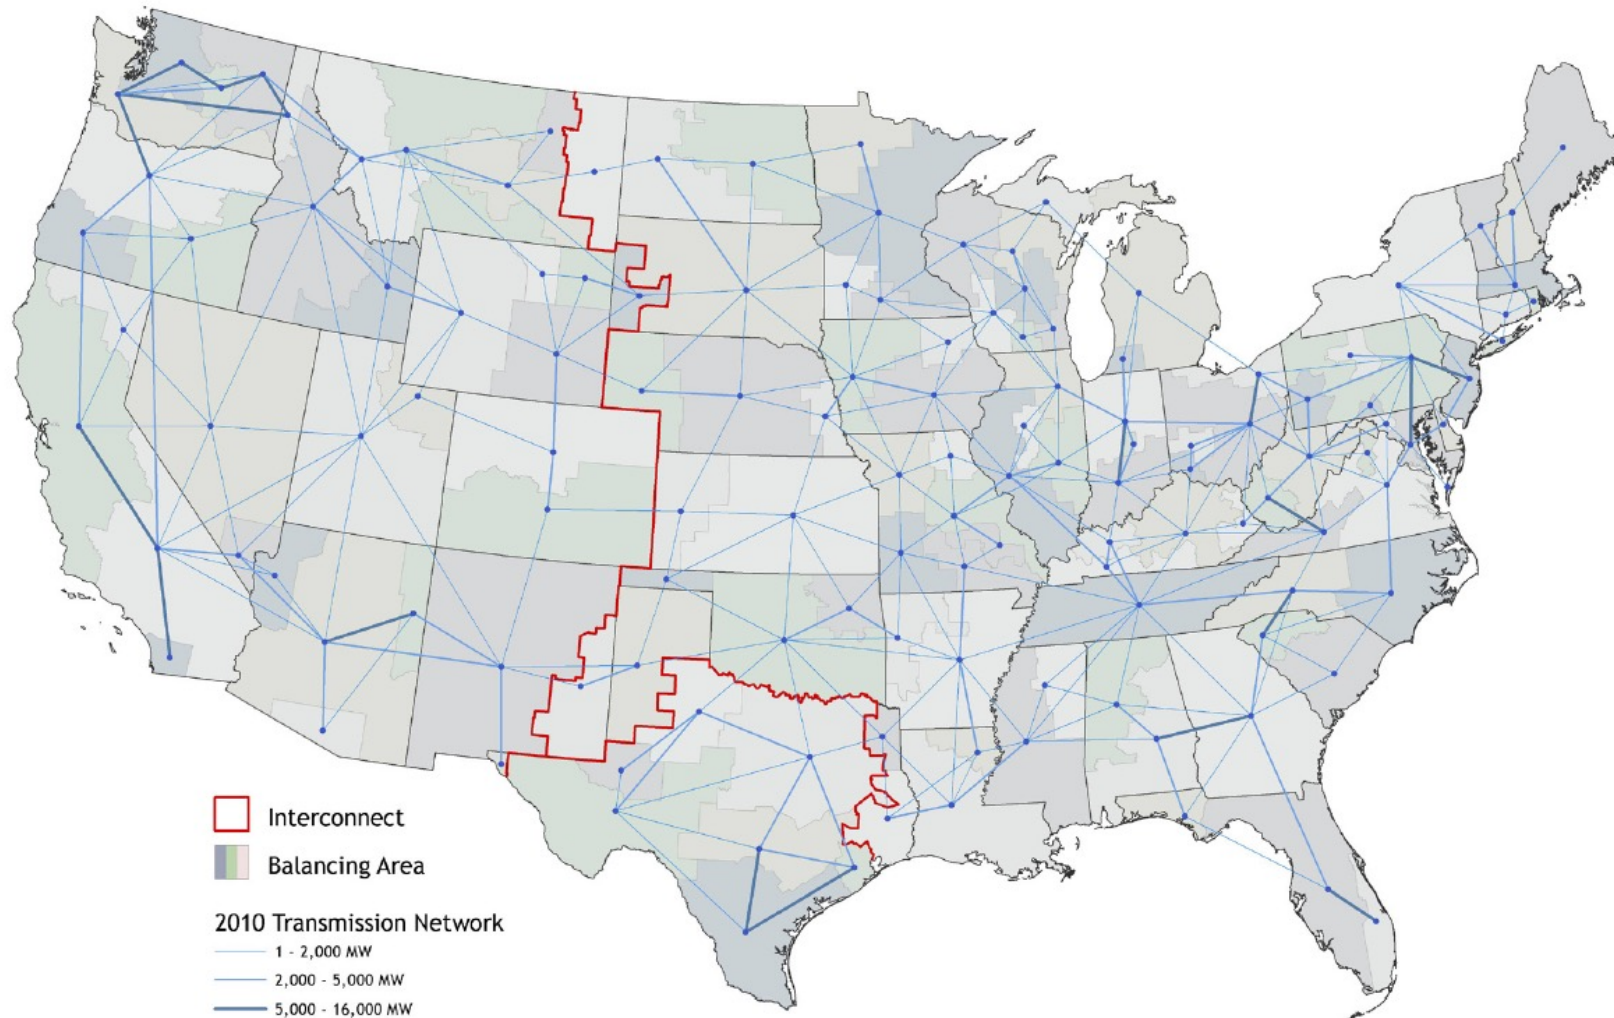 Interconnect
Balancing Area
2010 Transmission Network
1 - 2,000 MW
2,000 - 5,000 MW
5,000 - 16,000 MW